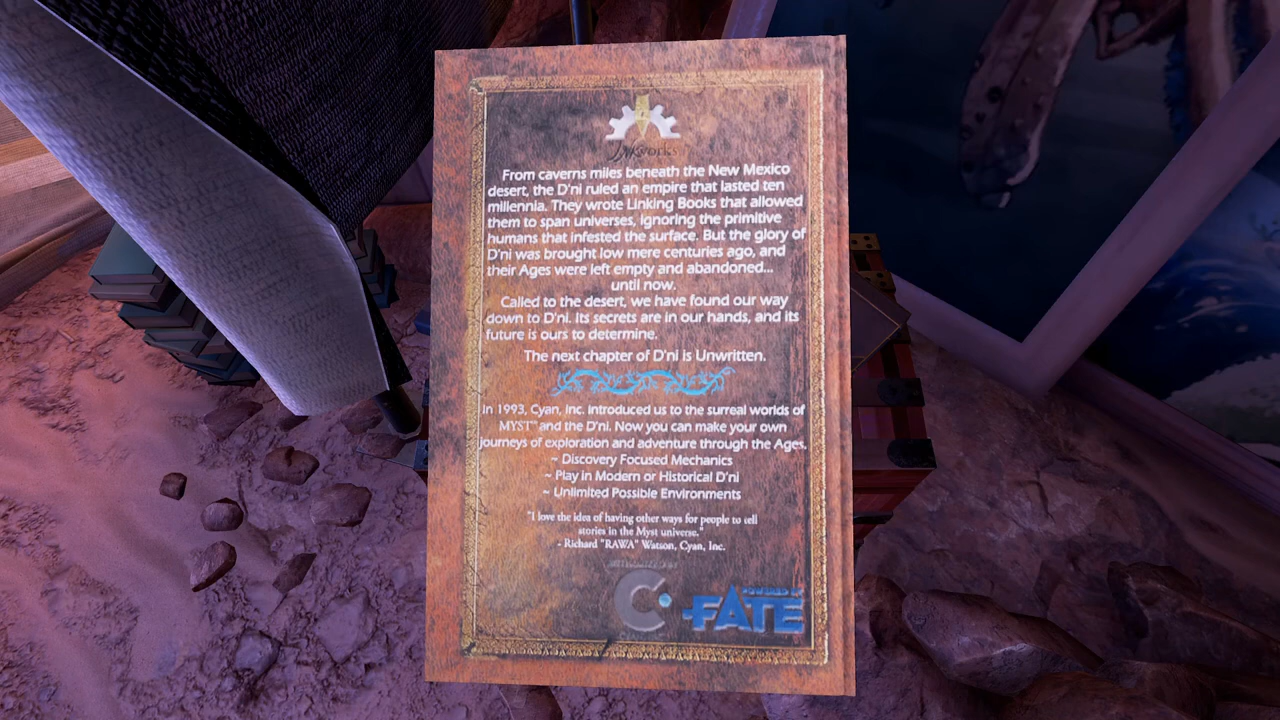 Inkworks
From caverns miles beneath the New Mexico
desert, the D'ni ruled an empire that lasted ten
millennia. They wrote Linking Books that allowed
them to span universes, ignoring the primitive
humans that infested the surface. But the glory of
D'ni was brought low mere centuries ago, and
their Ages were left empty and abandoned...
until now.
Called to the desert, we have found our way
down to D'ni. Its secrets are in our hands, and its
future is ours to determine.
The next chapter of D'ni is Unwritten.
In 1993, Cyan, Inc. introduced us to the surreal worlds of
MYST™ and the D'ni. Now you can make your own
journeys of exploration and adventure through the Ages.
~ Discovery Focused Mechanics
~ Play in Modern or Historical D'ni
~ Unlimited Possible Environments
"I love the idea of having other ways for people to tell
stories in the Myst universe."
- Richard "RAWA" Watson, Cyan, Inc.
POWERED BY
FATE